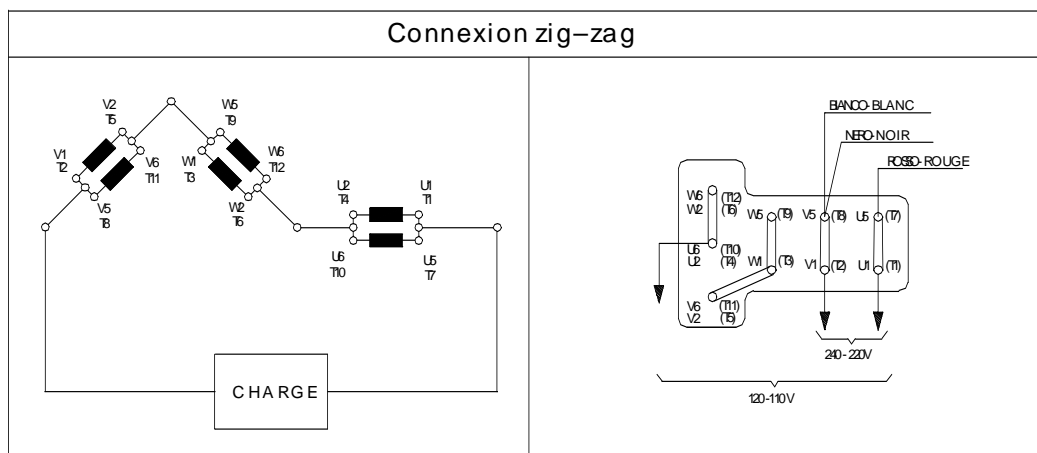 Connexion zig–zag
V2
T5
V1
T2
V6
T11
V5
T8
W5
T9
W1
T3
W6
T12
W2
T6
U2
T4
U1
T1
U6
T10
U5
T7
CHARGE
BIANCO-BLANC
NERO-NOIR
ROSSO-ROUGE
W6 (T12)
W2 (T6)
W5 (T9)
V5 (T8)
U5 (T7)
U6 (T10)
U2 (T4)
W1 (T3)
V1 (T2)
U1 (T1)
V6 (T11)
V2 (T5)
240-220V
120-110V